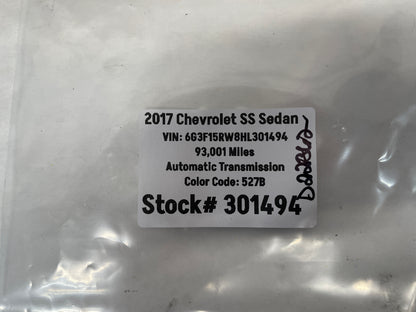 2017 Chevrolet SS Sedan
VIN: 6G3F15RW8HL301494
93,001 Miles
Automatic Transmission
Color Code: 527B
Stock# 301494